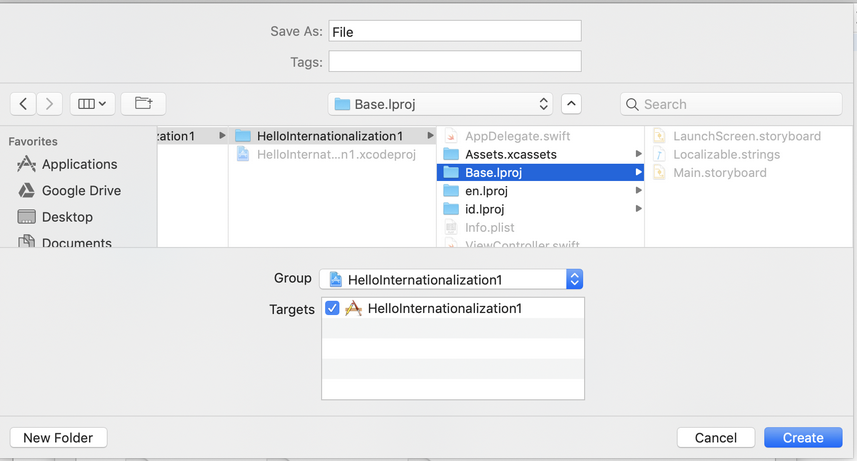 Save As: File
Tags:
Base.lproj
Search
Favorites
Applications
Google Drive
Desktop
Documents
zation1
HelloInternationalization1
HelloInternat...n1.xcodeproj
AppDelegate.swift
Assets.xcassets
Base.lproj
en.lproj
id.lproj
Info.plist
ViewController.swift
LaunchScreen.storyboard
Localizable.strings
Main.storyboard
Group HelloInternationalization1
Targets HelloInternationalization1
New Folder
Cancel
Create